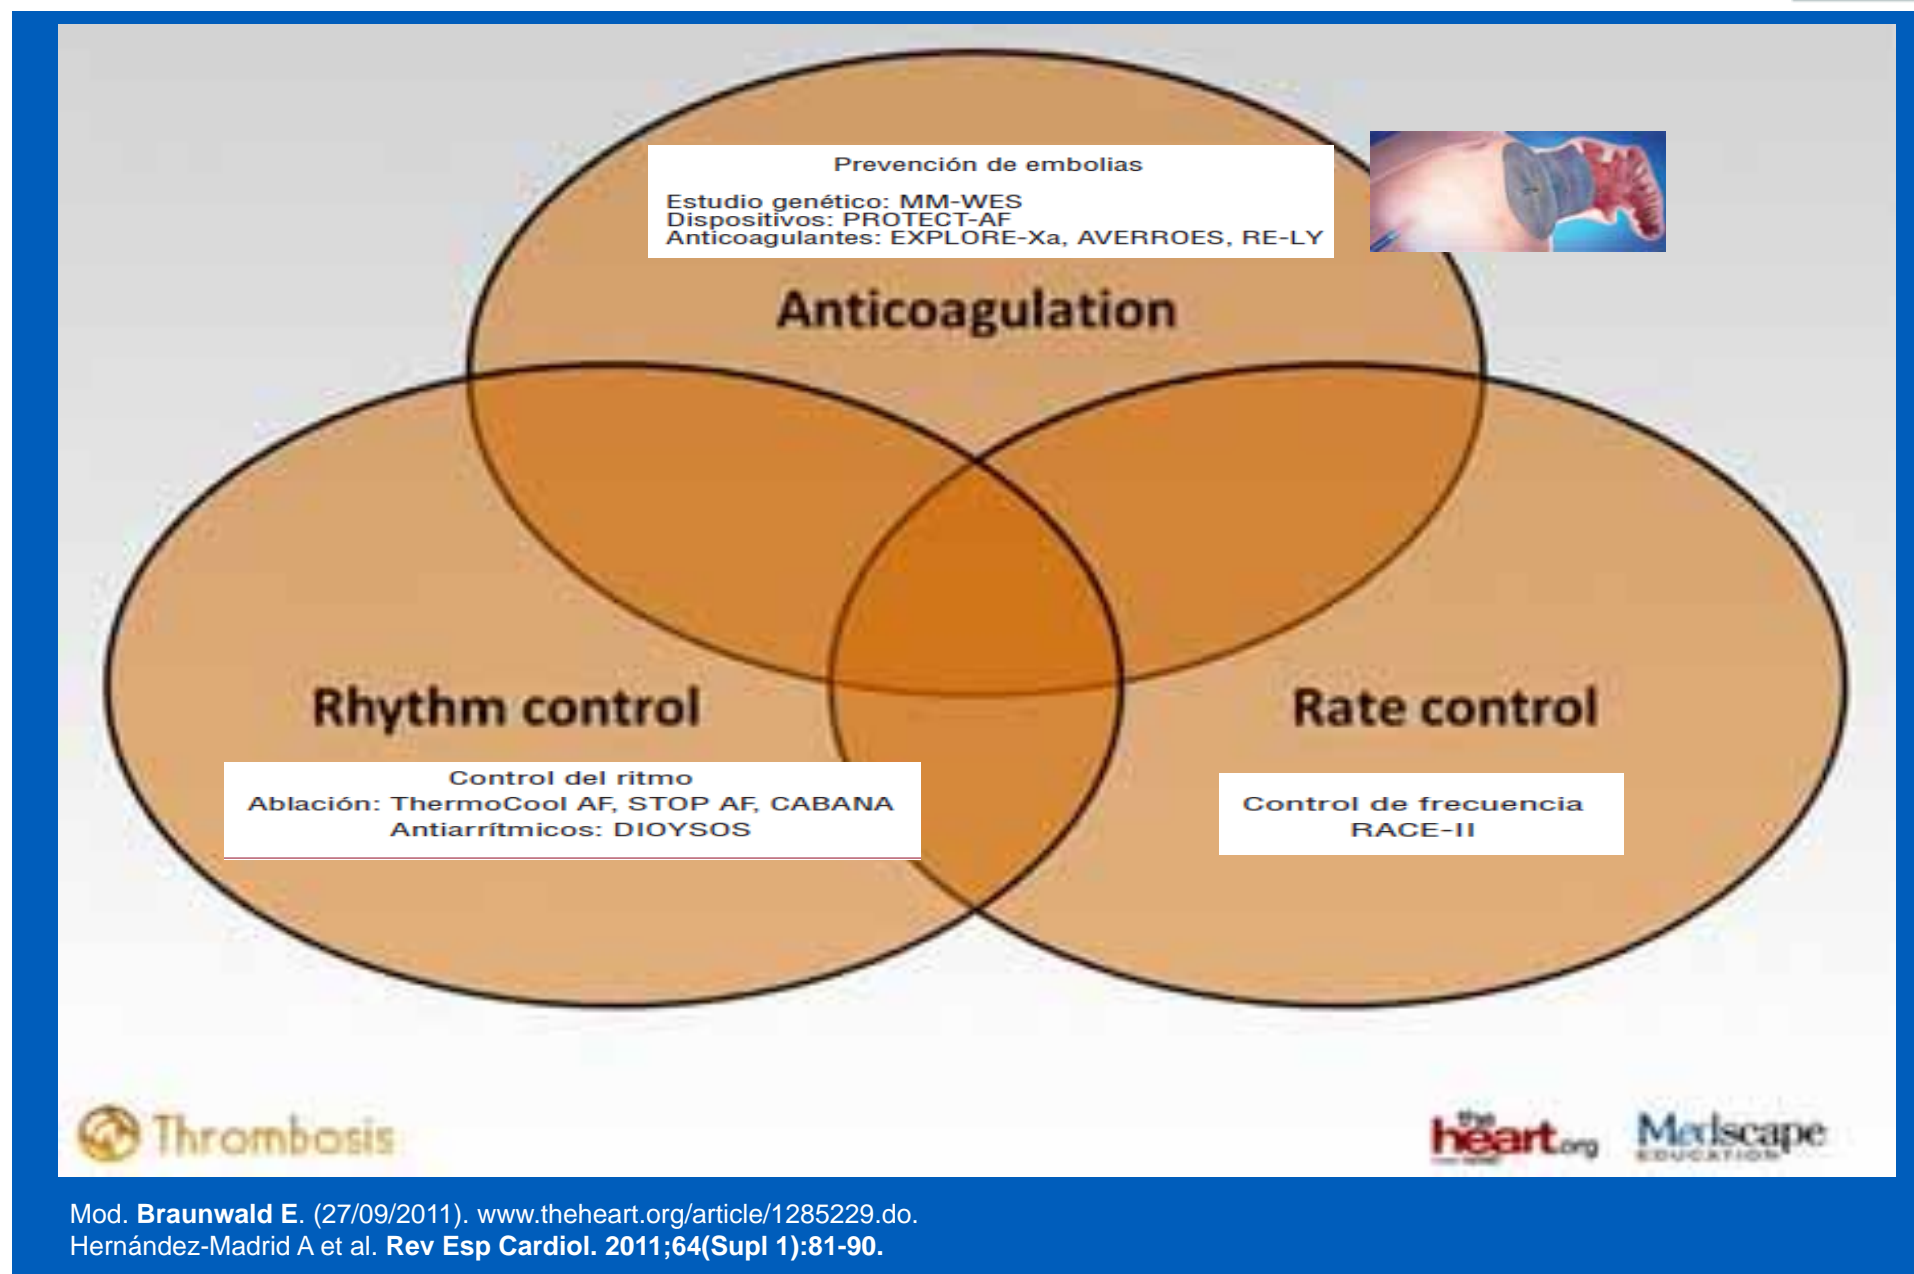 Prevención de embolias
Estudio genético: MM-WES
Dispositivos: PROTECT-AF
Anticoagulantes: EXPLORE-Xa, AVERROES, RE-LY
Anticoagulation
Rhythm control
Rate control
Control del ritmo
Ablación: ThermoCool AF, STOP AF, CABANA
Antiarrítmicos: DIOYSOS
Control de frecuencia
RACE-II
Thrombosis
the
heart.org
Medscape
EDUCATION
Mod. Braunwald E. (27/09/2011). www.theheart.org/article/1285229.do.
Hernández-Madrid A et al. Rev Esp Cardiol. 2011;64(Supl 1):81-90.